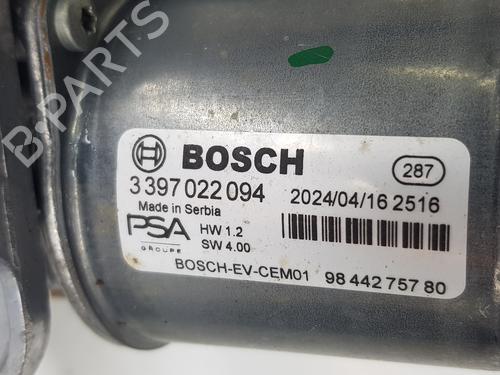 BOSCH
287
3 397 022 094
2024/04/16 2516
Made in Serbia
PSA
GROUPE
HW 1.2
SW 4.00
BOSCH-EV-CEM01
98 442 757 80
B-PARTS